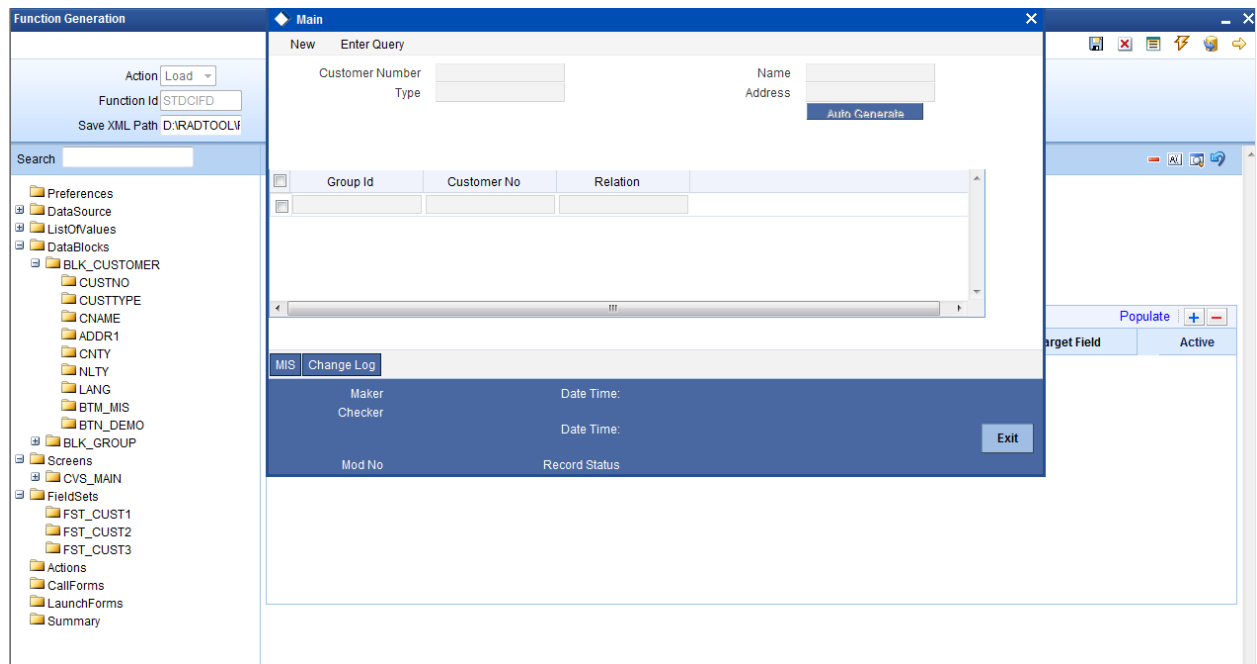 Function Generation
Main
New Enter Query
Action Load
Function Id STDCIFD
Save XML Path D:\RADTOOL\
Customer Number
Type
Name
Address
Auto Generate
Search
Group Id Customer No Relation
Preferences
DataSource
ListOfValues
DataBlocks
BLK_CUSTOMER
CUSTNO
CUSTTYPE
CNAME
ADDR1
CNTY
NLTY
LANG
BTM_MIS
BTN_DEMO
BLK_GROUP
Screens
CVS_MAIN
FieldSets
FST_CUST1
FST_CUST2
FST_CUST3
Actions
CallForms
LaunchForms
Summary
Populate
arget Field Active
MIS Change Log
Maker Date Time:
Checker
Date Time:
Exit
Mod No Record Status